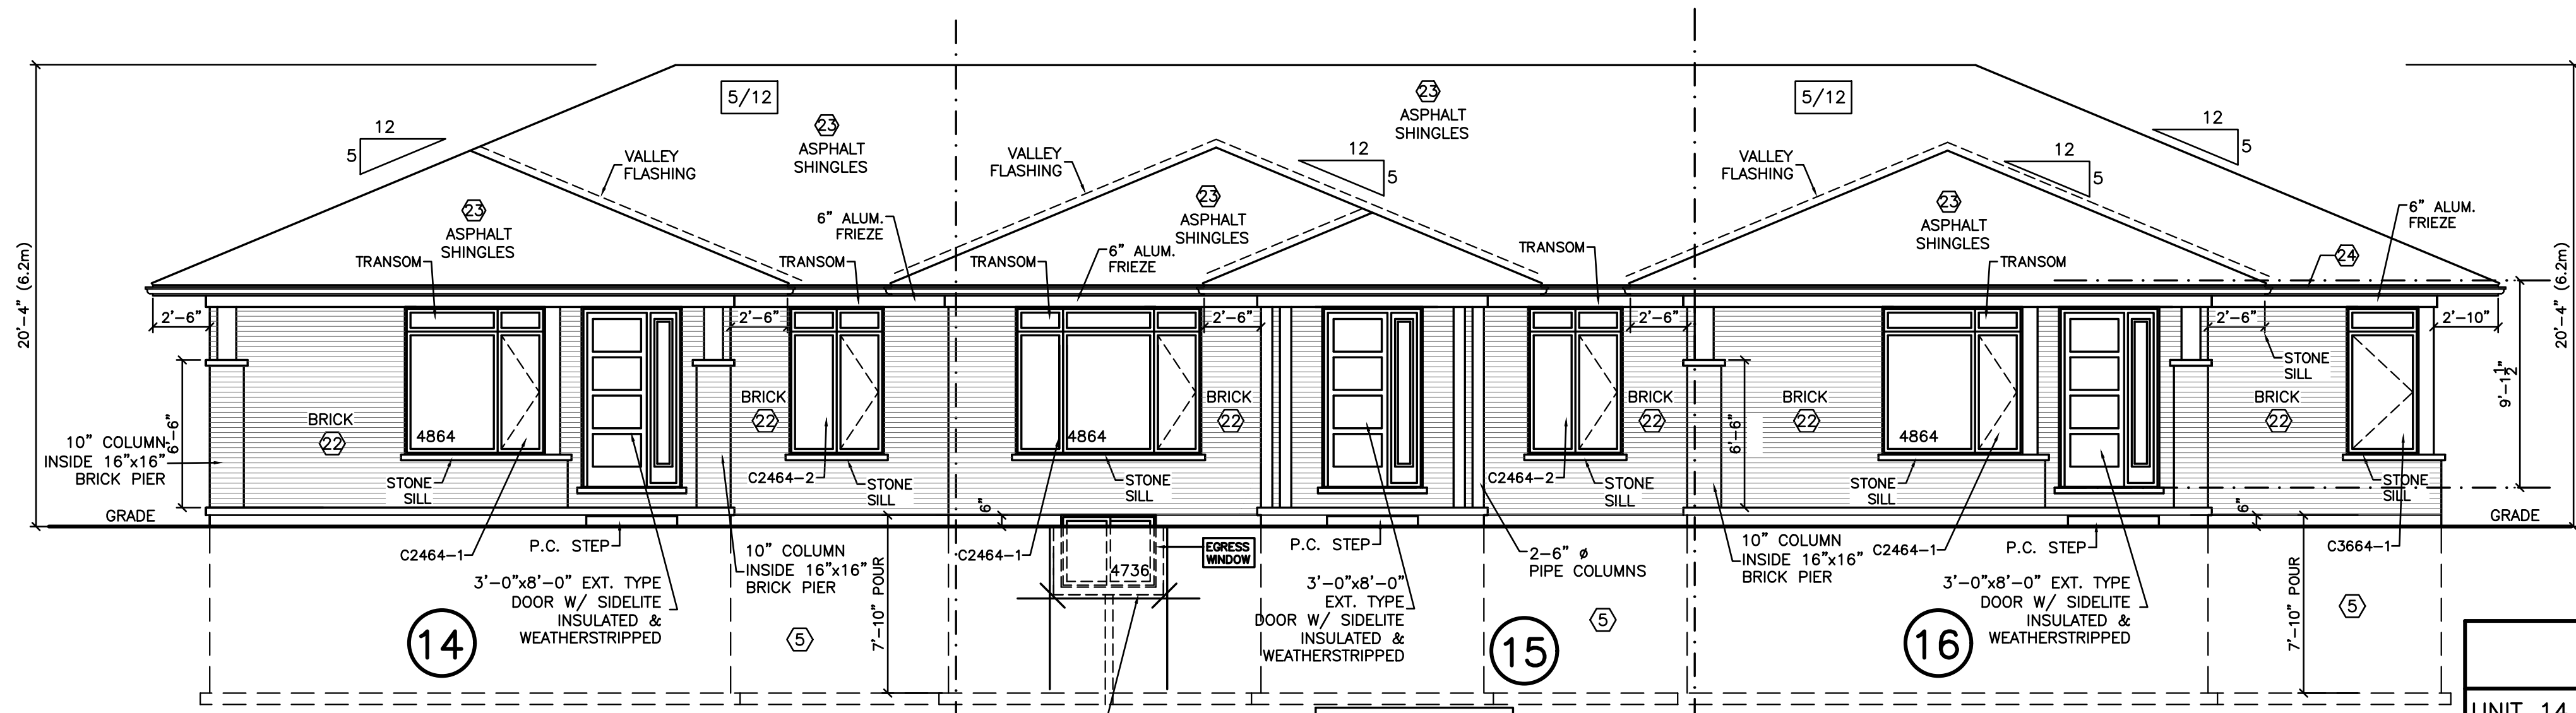 20'-4" (6.2m)
12
5
5/12
23
ASPHALT
SHINGLES
VALLEY
FLASHING
23
ASPHALT
SHINGLES
TRANSOM
6" ALUM.
FRIEZE
TRANSOM
VALLEY
FLASHING
12
5
23
ASPHALT
SHINGLES
23
ASPHALT
SHINGLES
TRANSOM
6" ALUM.
FRIEZE
TRANSOM
5/12
VALLEY
FLASHING
12
5
12
5
23
ASPHALT
SHINGLES
TRANSOM
6" ALUM.
FRIEZE
24
20'-4" (6.2m)
2'-6"
2'-6"
2'-6"
2'-6"
2'-6"
2'-10"
9'-1 1/2"
6'-6"
10" COLUMN
INSIDE 16"x16"
BRICK PIER
BRICK
22
4864
STONE
SILL
BRICK
22
C2464-2
STONE
SILL
4864
STONE
SILL
BRICK
22
C2464-2
STONE
SILL
BRICK
22
6'-6"
BRICK
22
4864
STONE
SILL
STONE
SILL
BRICK
22
STONE
SILL
GRADE
6"
6"
GRADE
C2464-1
P.C. STEP
10" COLUMN
INSIDE 16"x16"
BRICK PIER
3'-0"x8'-0" EXT. TYPE
DOOR W/ SIDELITE
INSULATED &
WEATHERSTRIPPED
14
5
7'-10" POUR
C2464-1
4736
EGRESS
WINDOW
P.C. STEP
3'-0"x8'-0"
EXT. TYPE
DOOR W/ SIDELITE
INSULATED &
WEATHERSTRIPPED
2-6" ø
PIPE COLUMNS
15
5
10" COLUMN
INSIDE 16"x16"
BRICK PIER
C2464-1
P.C. STEP
3'-0"x8'-0" EXT. TYPE
DOOR W/ SIDELITE
INSULATED &
WEATHERSTRIPPED
16
C3664-1
7'-10" POUR
5
UNIT 14